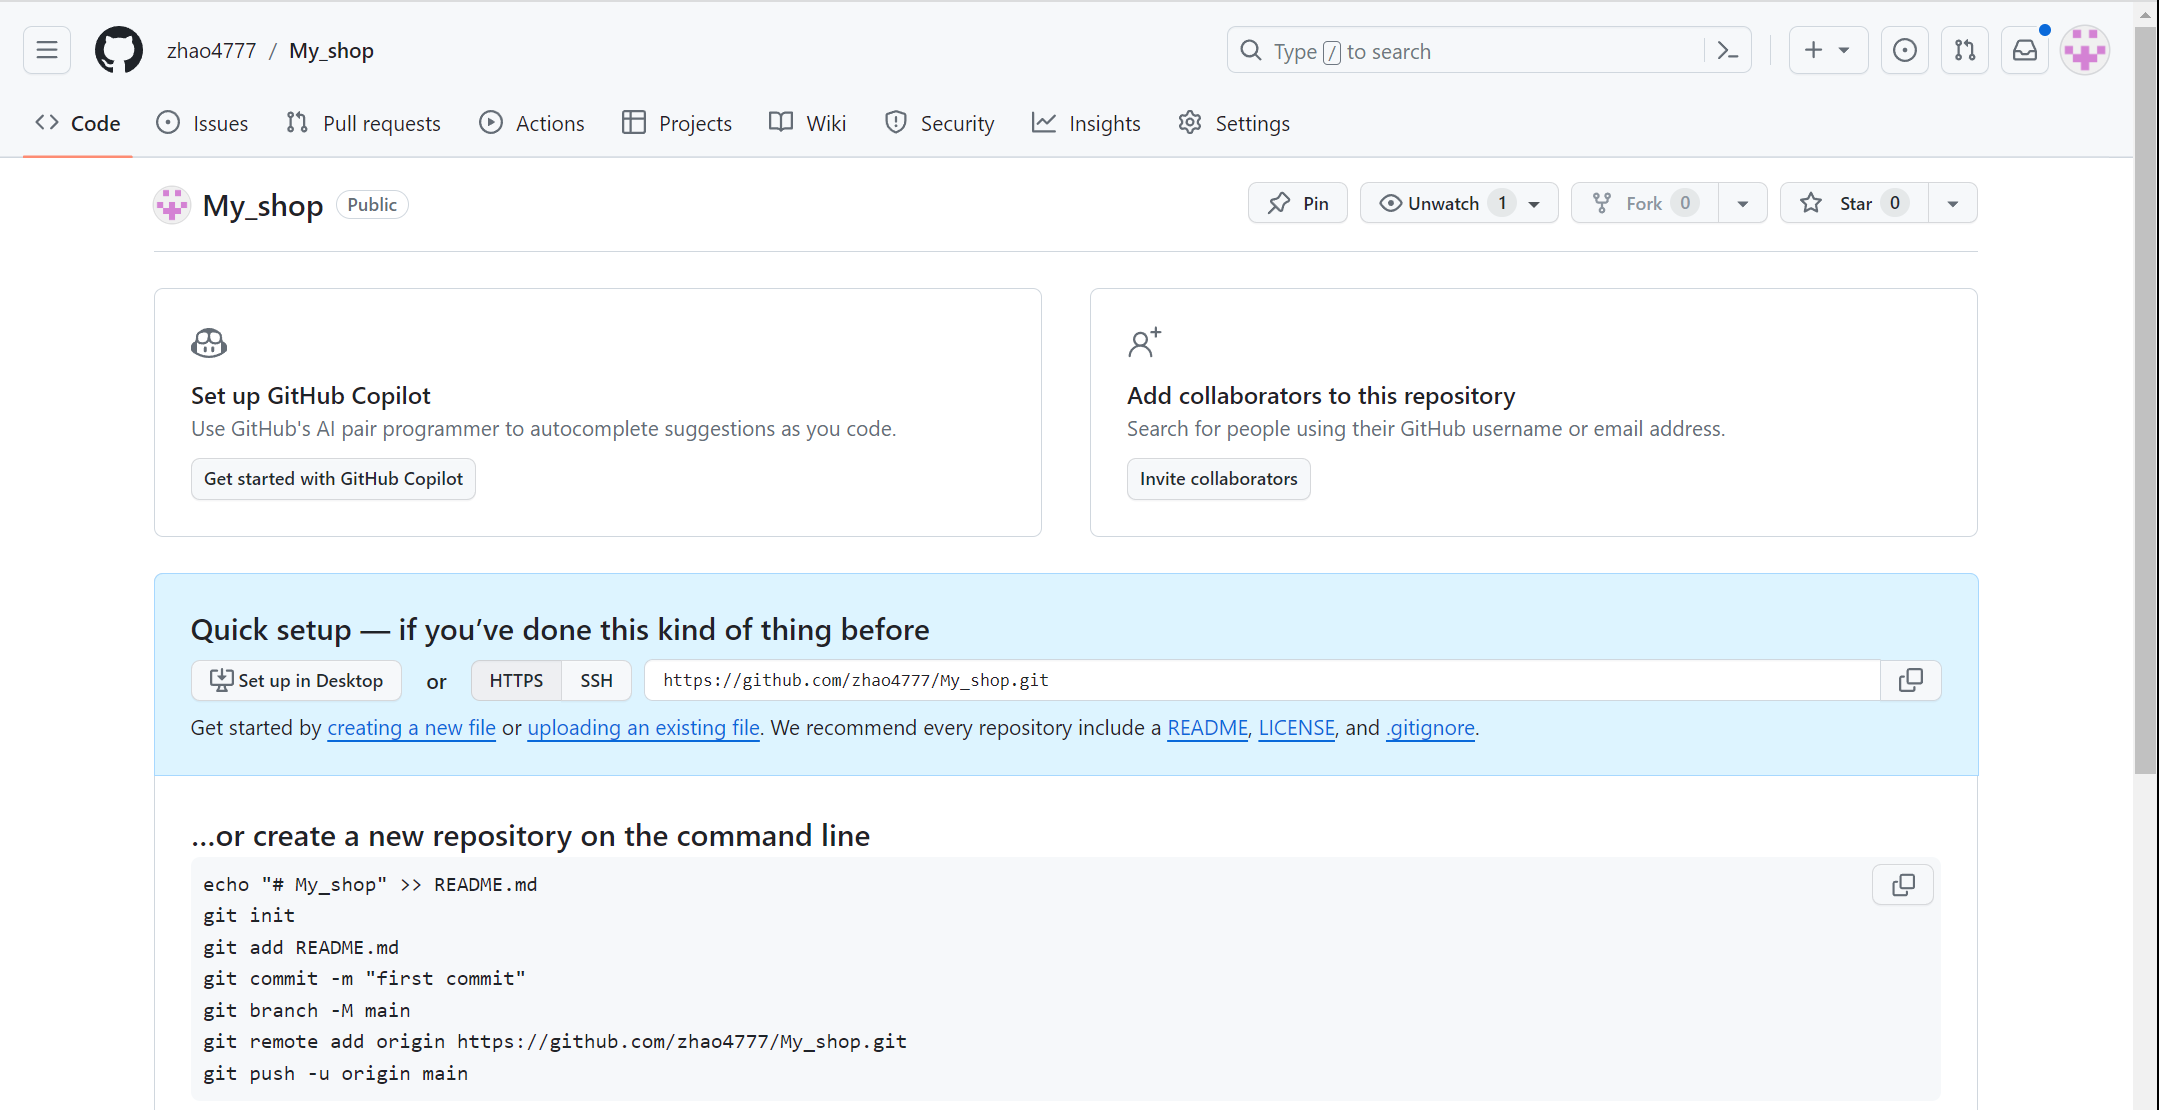 zhao4777 / My_shop
Type / to search
Code Issues Pull requests Actions Projects Wiki Security Insights Settings
My_shop Public
Pin Unwatch 1 Fork 0 Star 0
Set up GitHub Copilot
Use GitHub's AI pair programmer to autocomplete suggestions as you code.
Get started with GitHub Copilot
Add collaborators to this repository
Search for people using their GitHub username or email address.
Invite collaborators
Quick setup — if you’ve done this kind of thing before
Set up in Desktop or HTTPS SSH https://github.com/zhao4777/My_shop.git
Get started by creating a new file or uploading an existing file. We recommend every repository include a README, LICENSE, and .gitignore.
…or create a new repository on the command line
echo "# My_shop" >> README.md
git init
git add README.md
git commit -m "first commit"
git branch -M main
git remote add origin https://github.com/zhao4777/My_shop.git
git push -u origin main